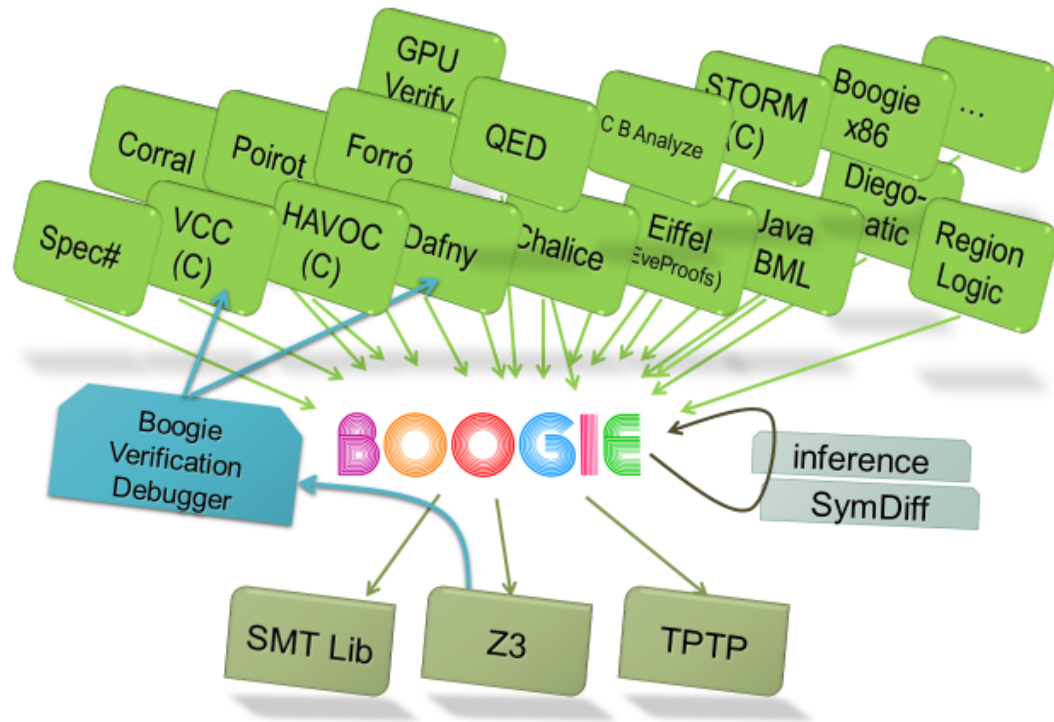 GPU
Verify
STORM
(C)
Boogie
x86
...
Corral
Poirot
Forró
QED
C B Analyze
Diego-
atic
Spec#
VCC
(C)
HAVOC
(C)
Dafny
Chalice
Eiffel
(EveProofs)
Java
BML
Region
Logic
BOOGIE
Boogie
Verification
Debugger
inference
SymDiff
SMT Lib
Z3
TPTP